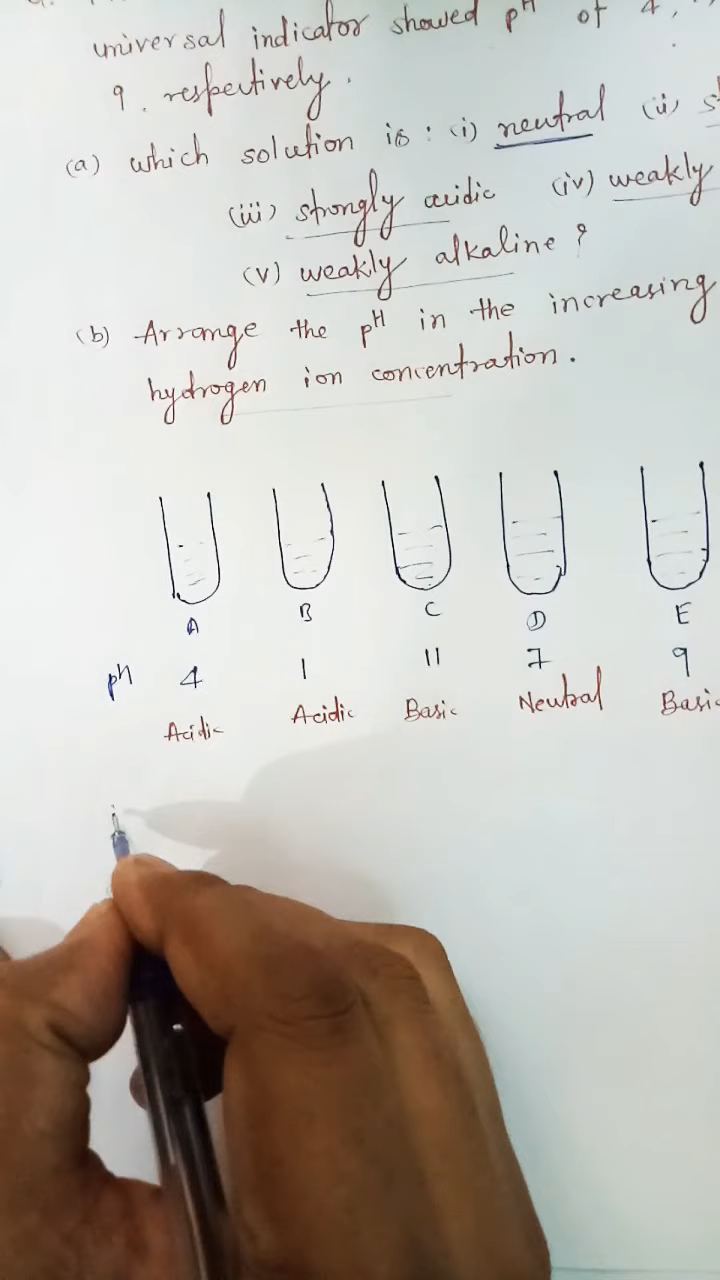 universal indicator showed pH of 4,
9. respectively.
(a) which solution is : (i) neutral (ii)
(iii) strongly acidic (iv) weakly
(v) weakly alkaline ?
(b) Arrange the pH in the increasing
hydrogen ion concentration.
A B C D E
ph 4 1 11 7 9
Acidic Acidic Basic Neutral Basic